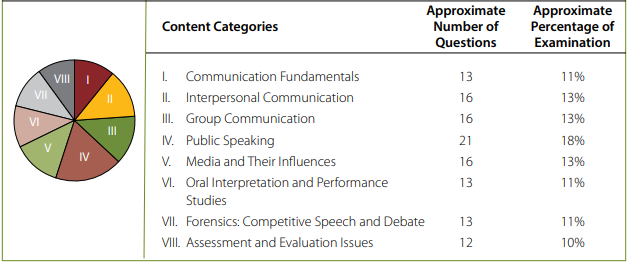 Content Categories
Approximate
Number of
Questions
Approximate
Percentage of
Examination
I. Communication Fundamentals 13 11%
II. Interpersonal Communication 16 13%
III. Group Communication 16 13%
IV. Public Speaking 21 18%
V. Media and Their Influences 16 13%
VI. Oral Interpretation and Performance 13 11%
Studies
VII. Forensics: Competitive Speech and Debate 13 11%
VIII. Assessment and Evaluation Issues 12 10%
I
II
III
IV
V
VI
VII
VIII